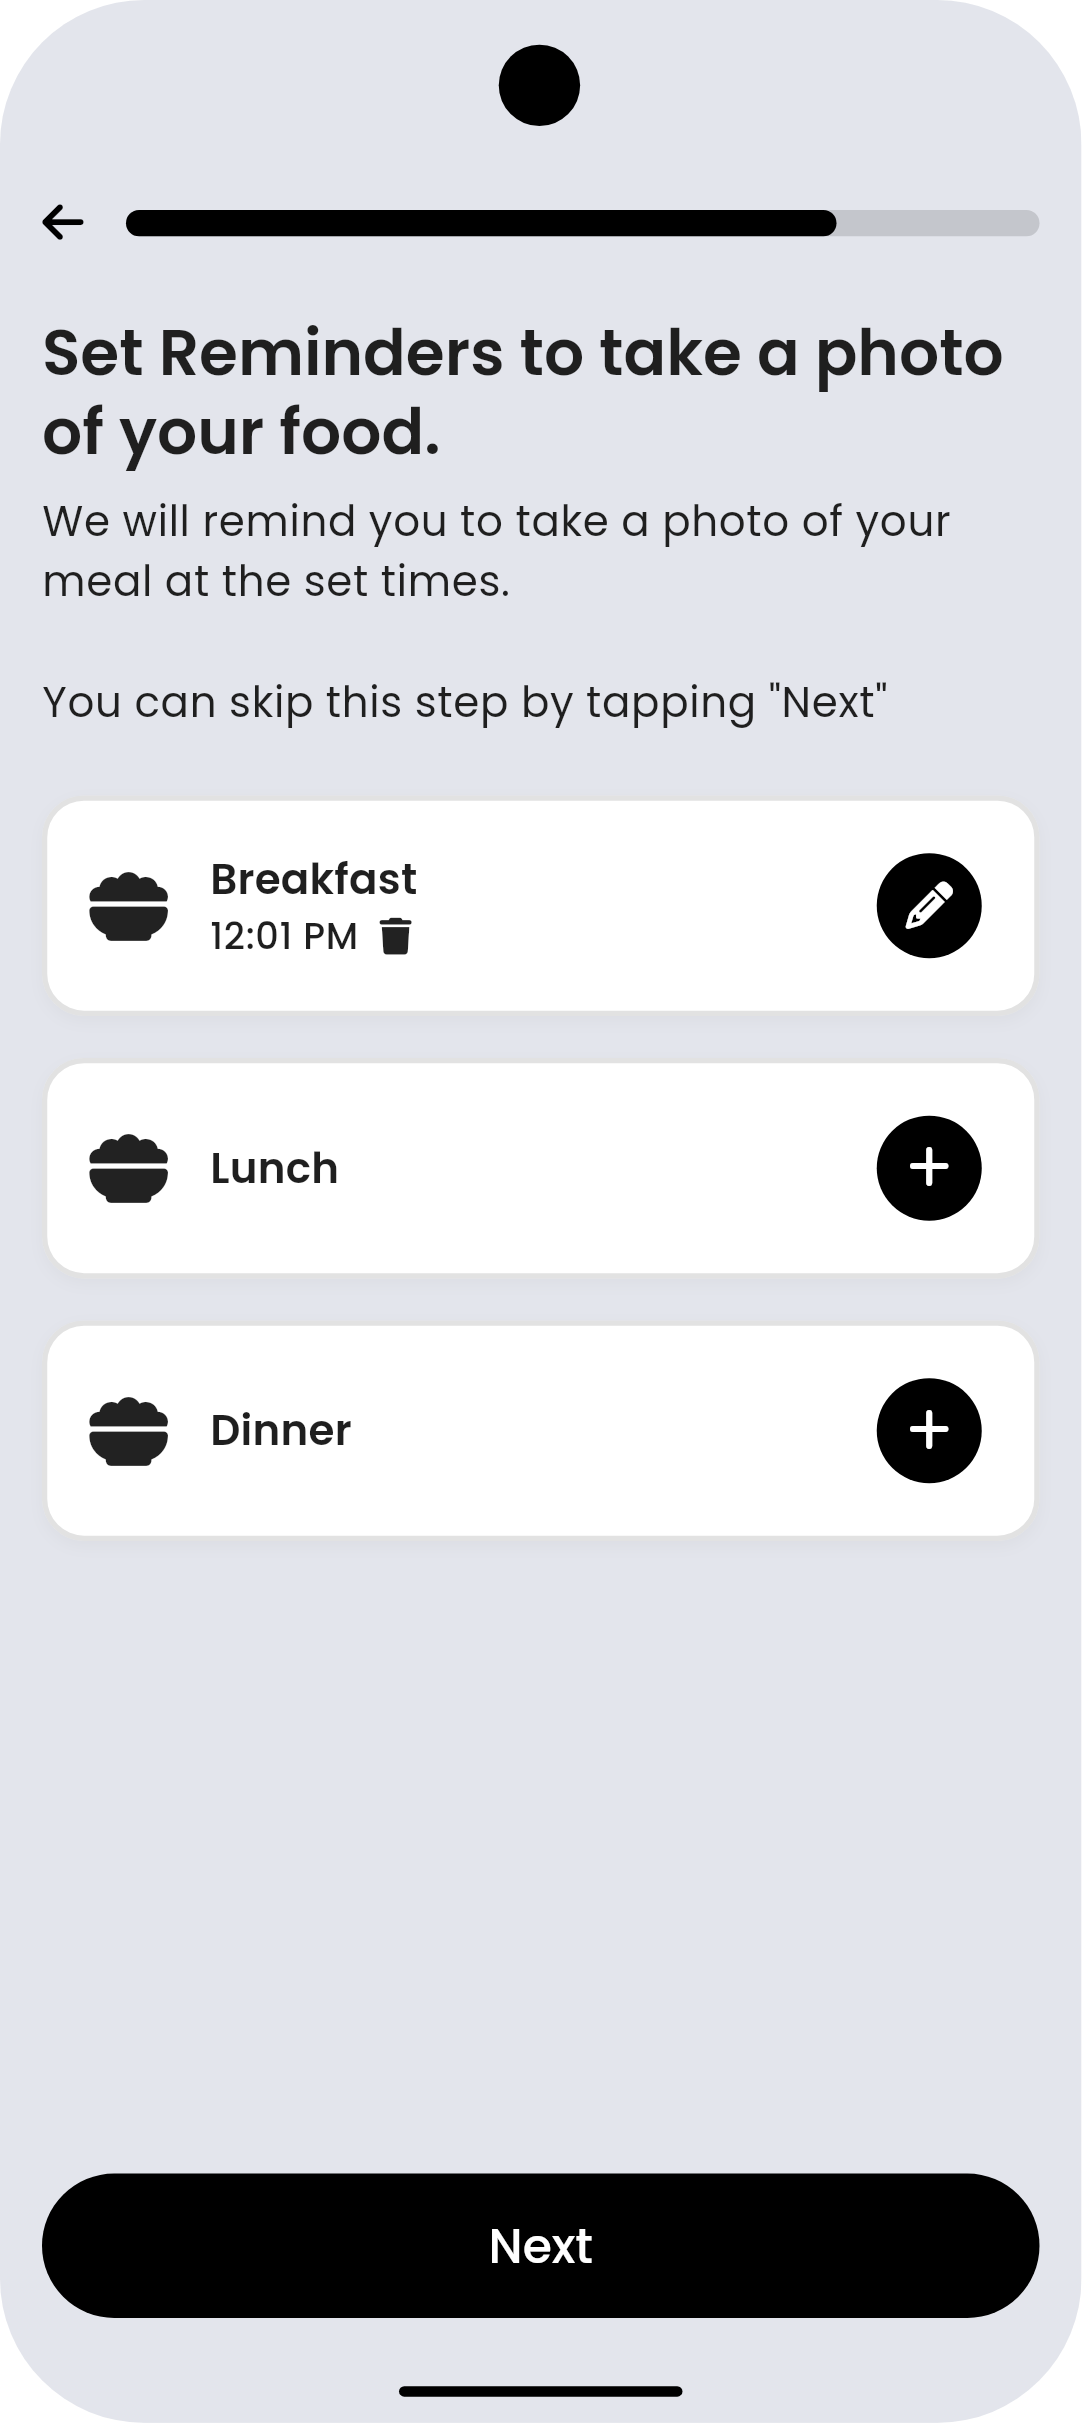 Set Reminders to take a photo
of your food.
We will remind you to take a photo of your
meal at the set times.
You can skip this step by tapping "Next"
Breakfast
12:01 PM
Lunch
Dinner
Next